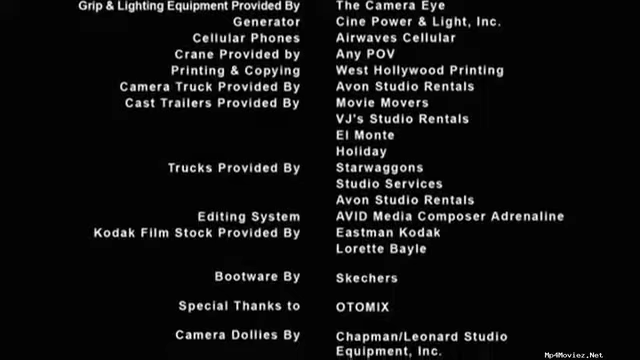 Grip & Lighting Equipment Provided By The Camera Eye
Generator Cine Power & Light, Inc.
Cellular Phones Airwaves Cellular
Crane Provided by Any POV
Printing & Copying West Hollywood Printing
Camera Truck Provided By Avon Studio Rentals
Cast Trailers Provided By Movie Movers
VJ's Studio Rentals
El Monte
Holiday
Trucks Provided By Starwaggons
Studio Services
Avon Studio Rentals
Editing System AVID Media Composer Adrenaline
Kodak Film Stock Provided By Eastman Kodak
Lorette Bayle
Bootware By Skechers
Special Thanks to OTOMIX
Camera Dollies By Chapman/Leonard Studio
Equipment, Inc.
Mp4Moviez.Net